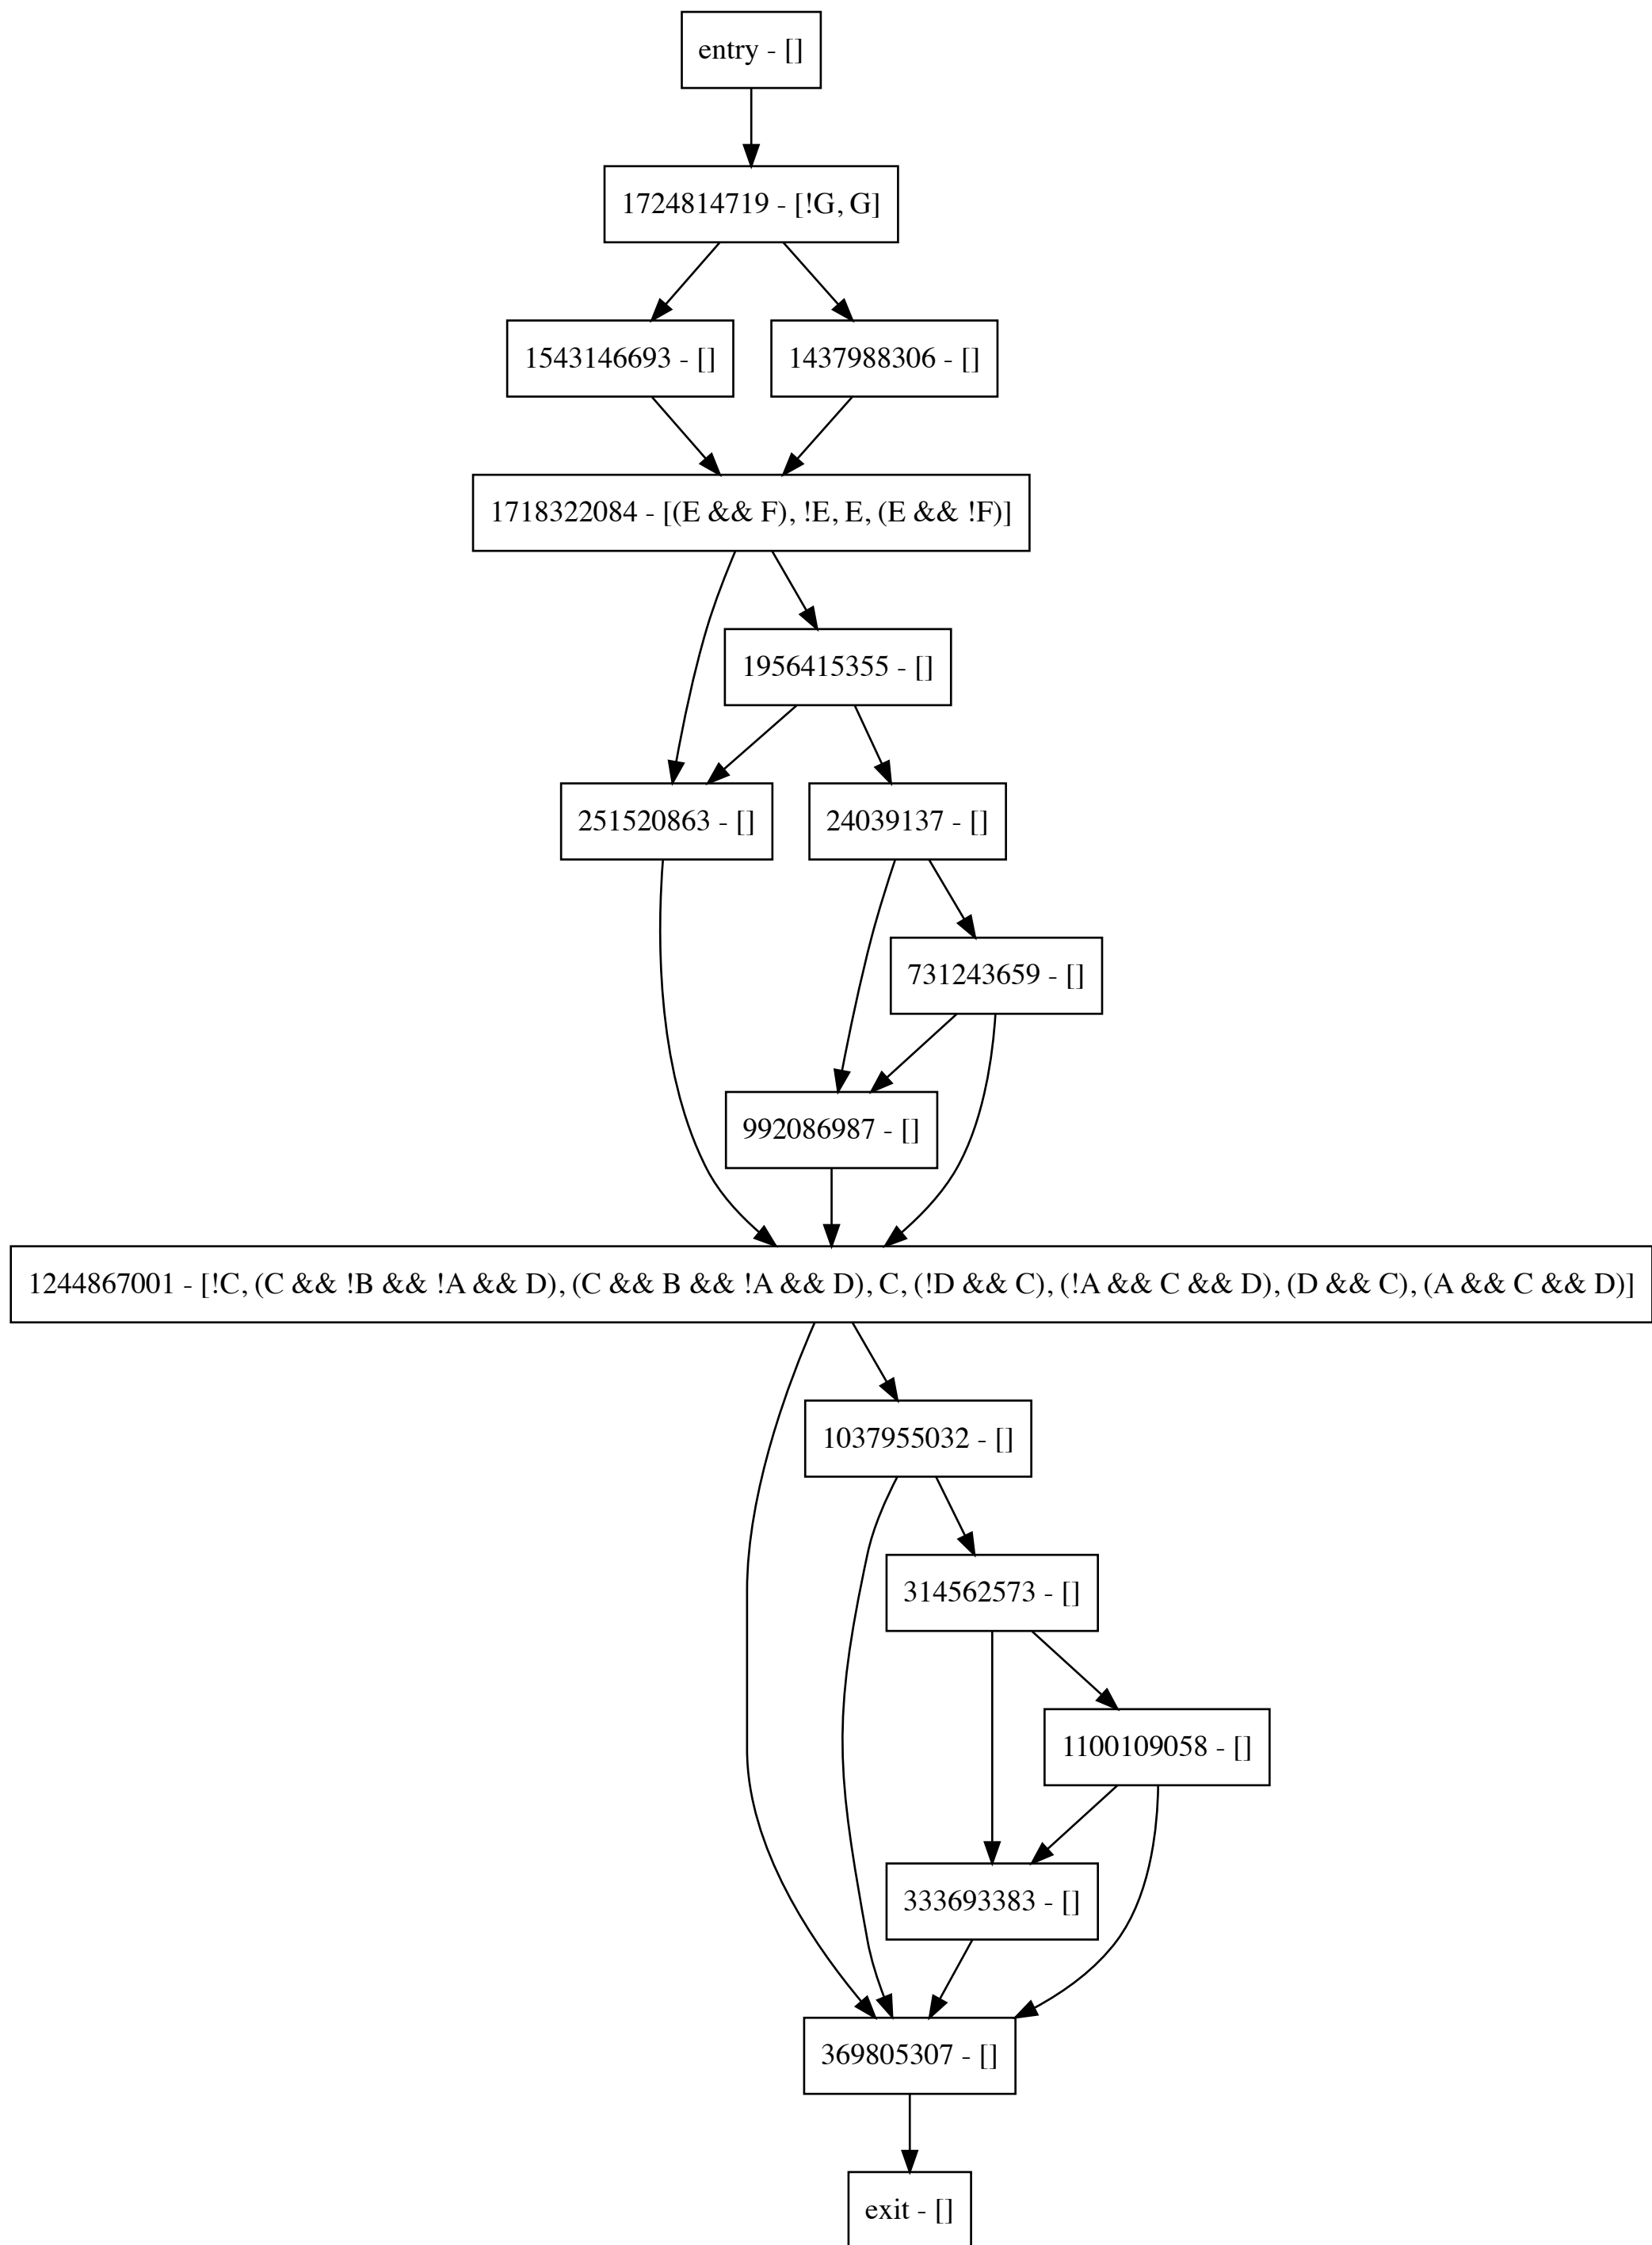 entry - []
1724814719 - [!G, G]
1543146693 - []
1437988306 - []
1718322084 - [(E && F), !E, E, (E && !F)]
1956415355 - []
251520863 - []
24039137 - []
731243659 - []
992086987 - []
1244867001 - [!C, (C && !B && !A && D), (C && B && !A && D), C, (!D && C), (!A && C && D), (D && C), (A && C && D)]
1037955032 - []
314562573 - []
1100109058 - []
333693383 - []
369805307 - []
exit - []